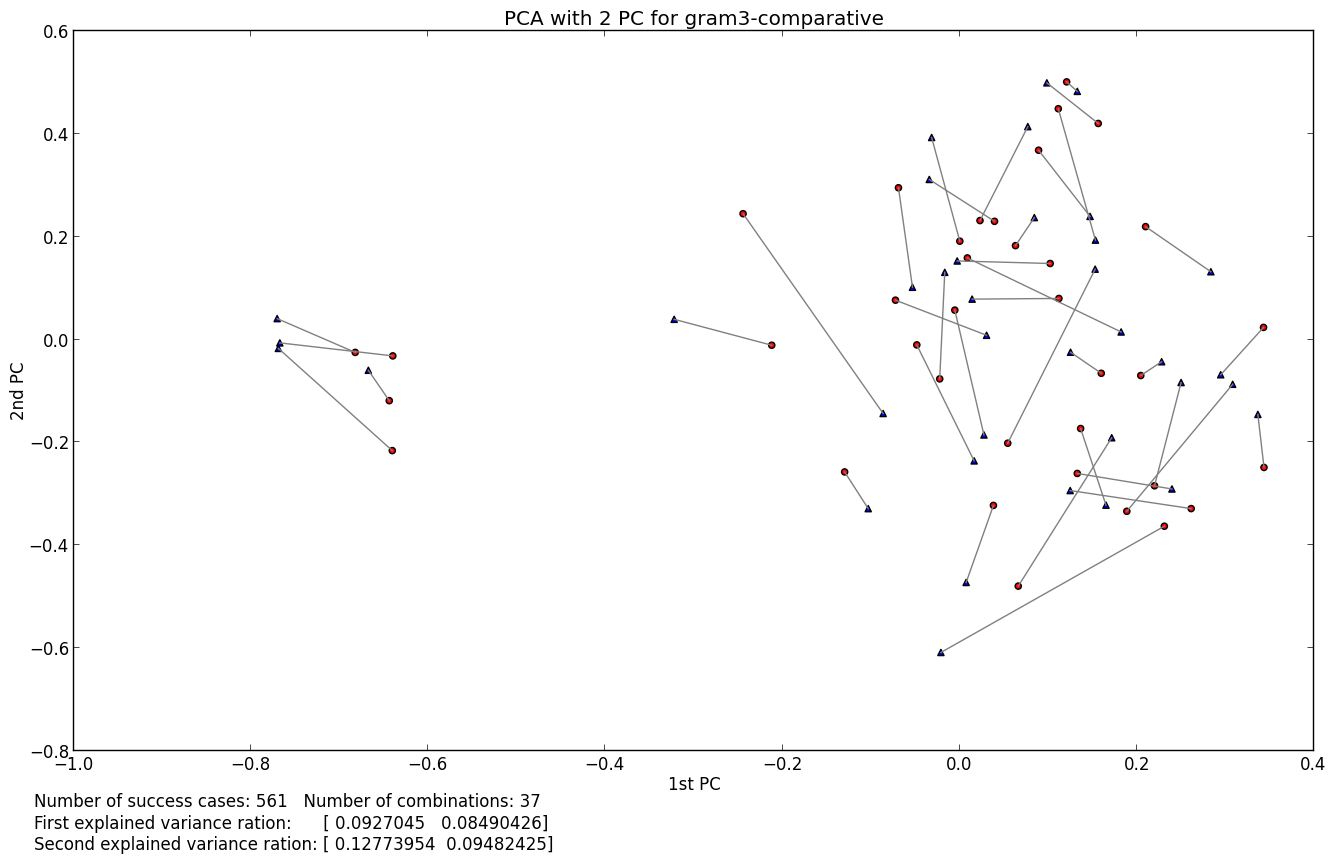 PCA with 2 PC for gram3-comparative
0.6
0.4
0.2
0.0
−0.2
−0.4
−0.6
−0.8
2nd PC
−1.0 −0.8 −0.6 −0.4 −0.2 0.0 0.2 0.4
1st PC
Number of success cases: 561 Number of combinations: 37
First explained variance ration: [ 0.0927045 0.08490426]
Second explained variance ration: [ 0.12773954 0.09482425]